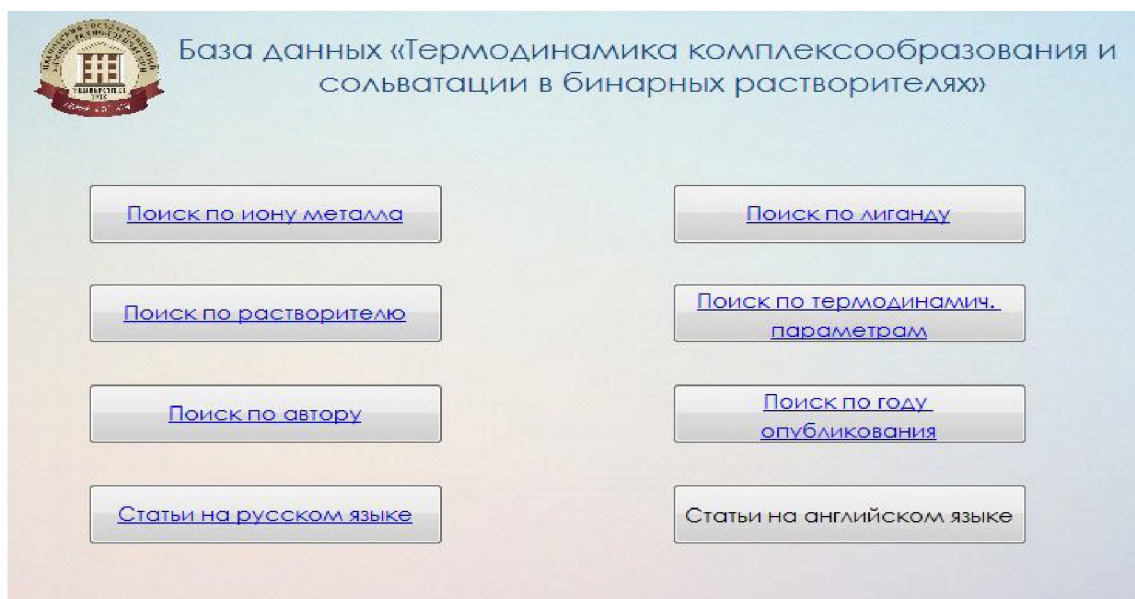 База данных «Термодинамика комплексообразования и
сольватации в бинарных растворителях»
УНИВЕРСИТЕТ
Поиск по иону металла
Поиск по лиганду
Поиск по растворителю
Поиск по термодинамич.
параметрам
Поиск по автору
Поиск по году
опубликования
Статьи на русском языке
Статьи на английском языке